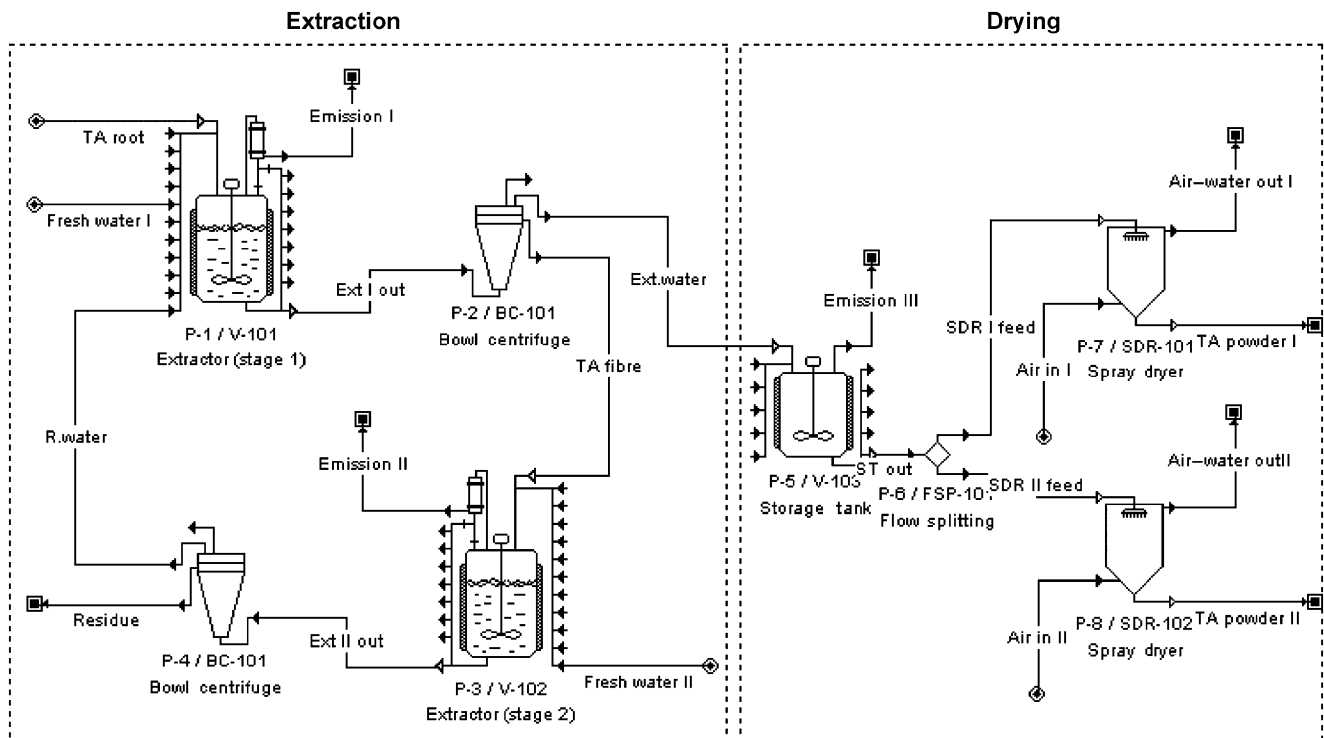 Extraction
Drying
Emission I
TA root
Fresh water I
P-1 / V-101
Extractor (stage 1)
Ext I out
P-2 / BC-101
Bowl centrifuge
Ext.water
TA fibre
R.water
Emission II
P-4 / BC-101
Bowl centrifuge
Residue
Ext II out
P-3 / V-102
Extractor (stage 2)
Fresh water II
Emission III
P-5 / V-103
Storage tank
ST out
P-6 / FSP-101
Flow splitting
SDR I feed
SDR II feed
Air-water out I
Air in I
P-7 / SDR-101
Spray dryer
TA powder I
Air-water outII
Air in II
P-8 / SDR-102
Spray dryer
TA powder II